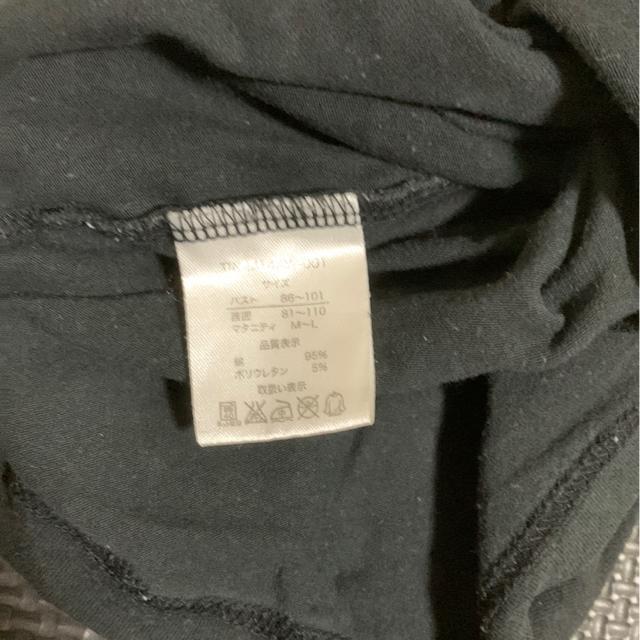 サイズ
バスト 86～101
腹囲 81～110
マタニティ M～L
品質表示
綿 95%
ポリウレタン 5%
取扱い表示